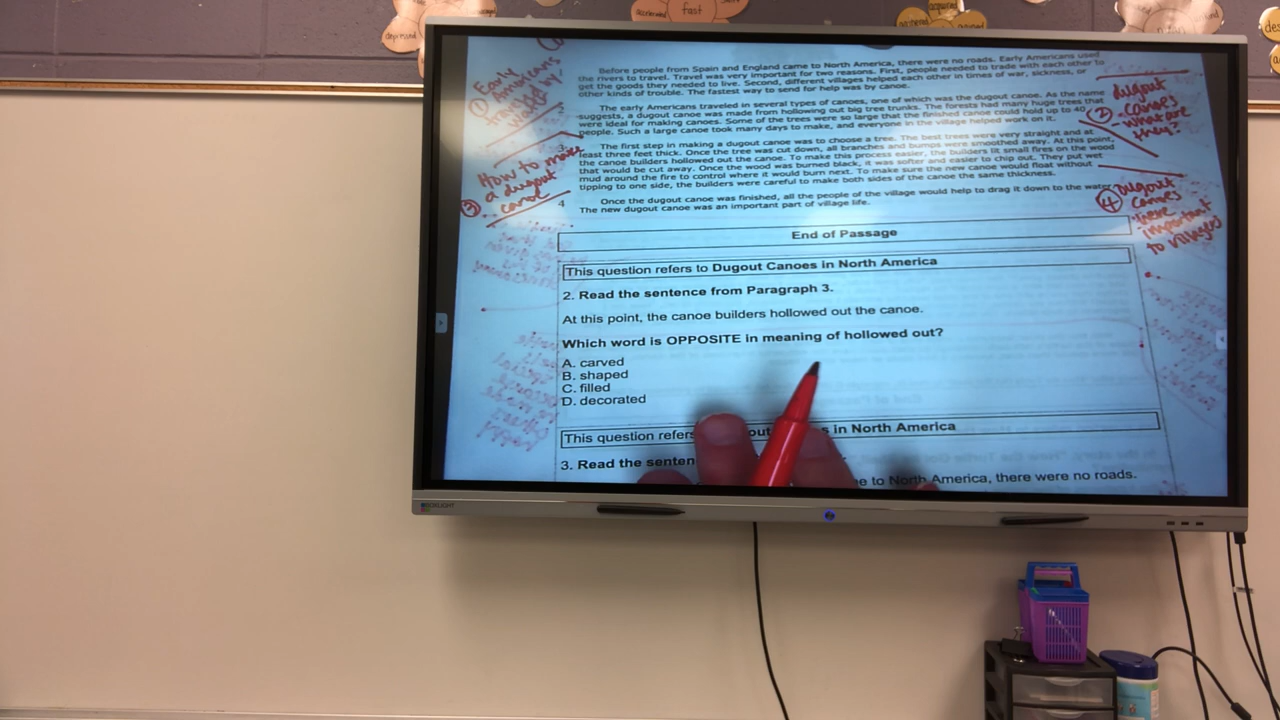 depressed
accelerated
fast
acquired
Before people from Spain and England came to North America, there were no roads. Early Americans used
the rivers to travel. Travel was very important for two reasons. First, people needed to trade with each other to
get the goods they needed to live. Second, different villages helped each other in times of war, sickness, or
other kinds of trouble. The fastest way to send for help was by canoe.
The early Americans traveled in several types of canoes, one of which was the dugout canoe. As the name
suggests, a dugout canoe was made from hollowing out big tree trunks. The forests had many huge trees that
were ideal for making canoes. Some of the trees were so large that the finished canoe could hold up to 40
people. Such a large canoe took many days to make, and everyone in the village helped work on it.
The first step in making a dugout canoe was to choose a tree. The best trees were very straight and at
least three feet thick. Once the tree was cut down, all branches and bumps were smoothed away. At this point,
the canoe builders hollowed out the canoe. To make this process easier, the builders lit small fires on the wood
that would be cut away. Once the wood was burned black, it was softer and easier to chip out. They put wet
mud around the fire to control where it would burn next. To make sure the new canoe would float without
tipping to one side, the builders were careful to make both sides of the canoe the same thickness.
4
Once the dugout canoe was finished, all the people of the village would help to drag it down to the water.
The new dugout canoe was an important part of village life.
① Early
Americans
traveled by
water
② dugout
canoes
what are
they?
③ How to make
a dugout
canoe
④ Dugout
canoes
were
important
to villages
End of Passage
This question refers to Dugout Canoes in North America
2. Read the sentence from Paragraph 3.
At this point, the canoe builders hollowed out the canoe.
Which word is OPPOSITE in meaning of hollowed out?
A. carved
B. shaped
C. filled
D. decorated
This question refers in North America
3. Read the to North America, there were no roads.
BOXLIGHT